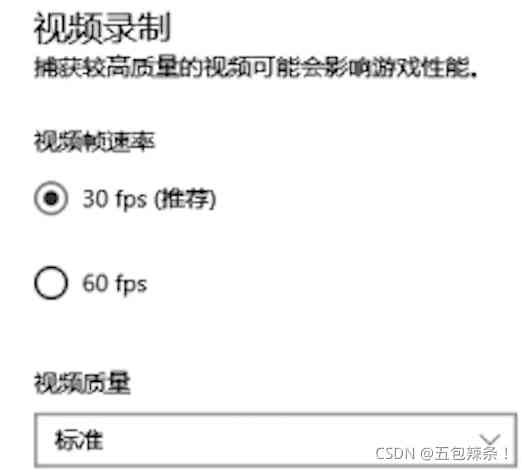 视频录制
捕获较高质量的视频可能会影响游戏性能。
视频帧速率
30 fps (推荐)
60 fps
视频质量
标准
CSDN @五包辣条！